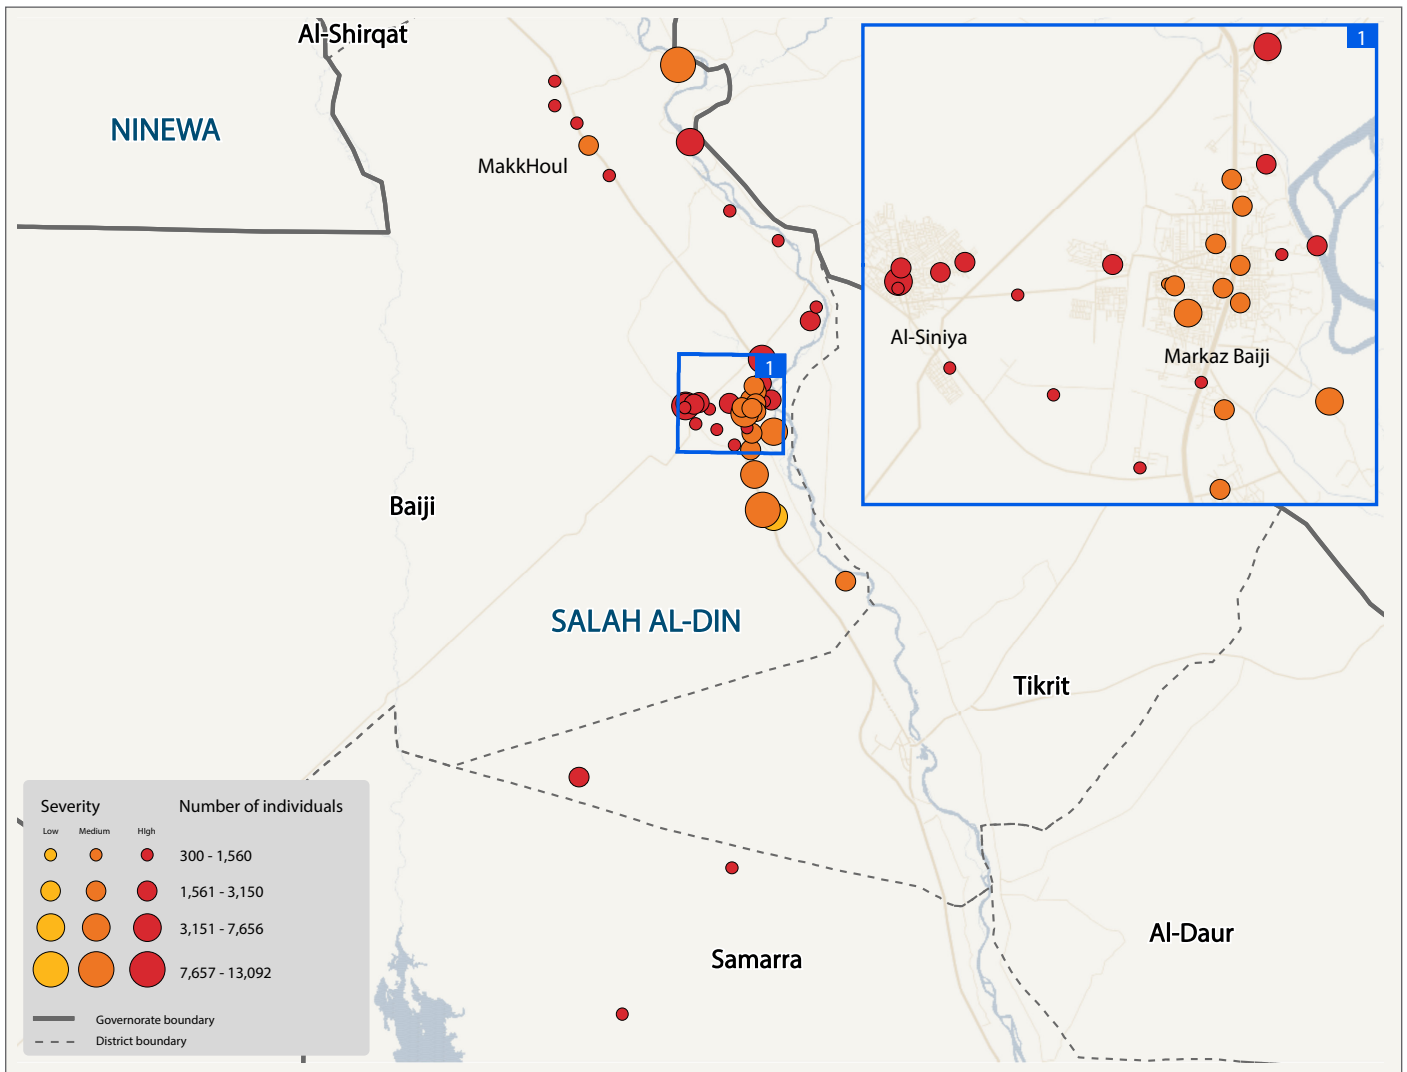 Al-Shirqat
1
NINEWA
MakkHoul
Al-Siniya
Markaz Baiji
1
Baiji
SALAH AL-DIN
Tikrit
Severity Number of individuals
Low Medium HIgh
300 - 1,560
1,561 - 3,150
3,151 - 7,656
7,657 - 13,092
Governorate boundary
District boundary
Al-Daur
Samarra